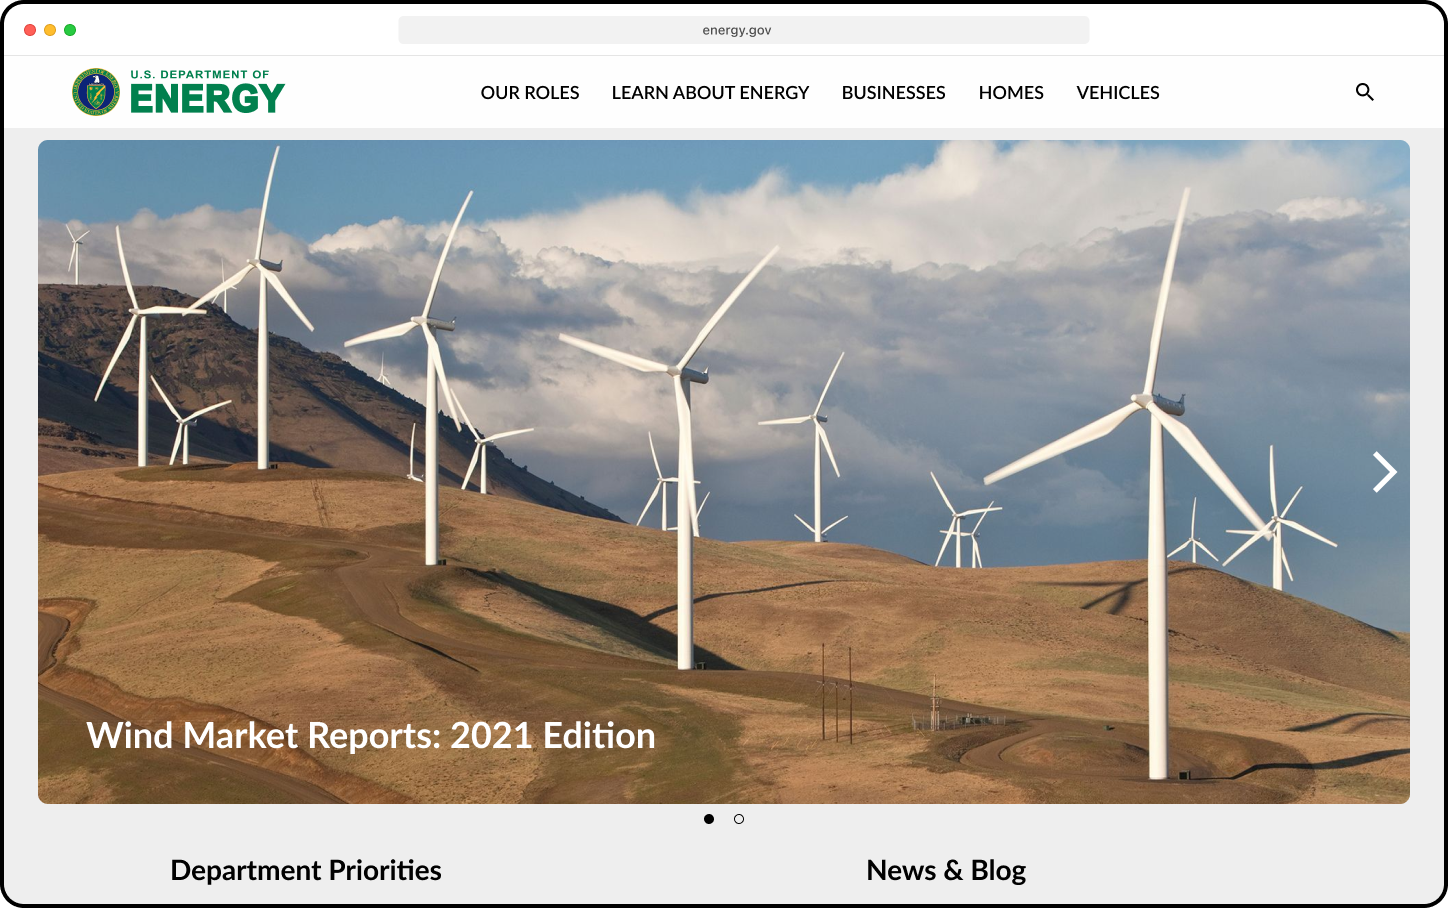 energy.gov
U.S. DEPARTMENT OF
ENERGY
OUR ROLES
LEARN ABOUT ENERGY
BUSINESSES
HOMES
VEHICLES
Wind Market Reports: 2021 Edition
Department Priorities
News & Blog